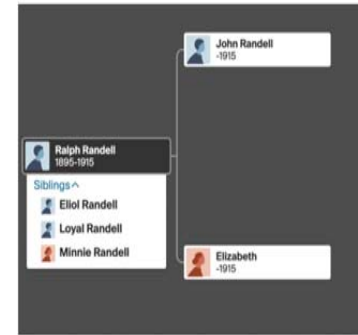 John Randell
-1915
Ralph Randell
1895-1915
Siblings
Eliol Randell
Loyal Randell
Minnie Randell
Elizabeth
-1915